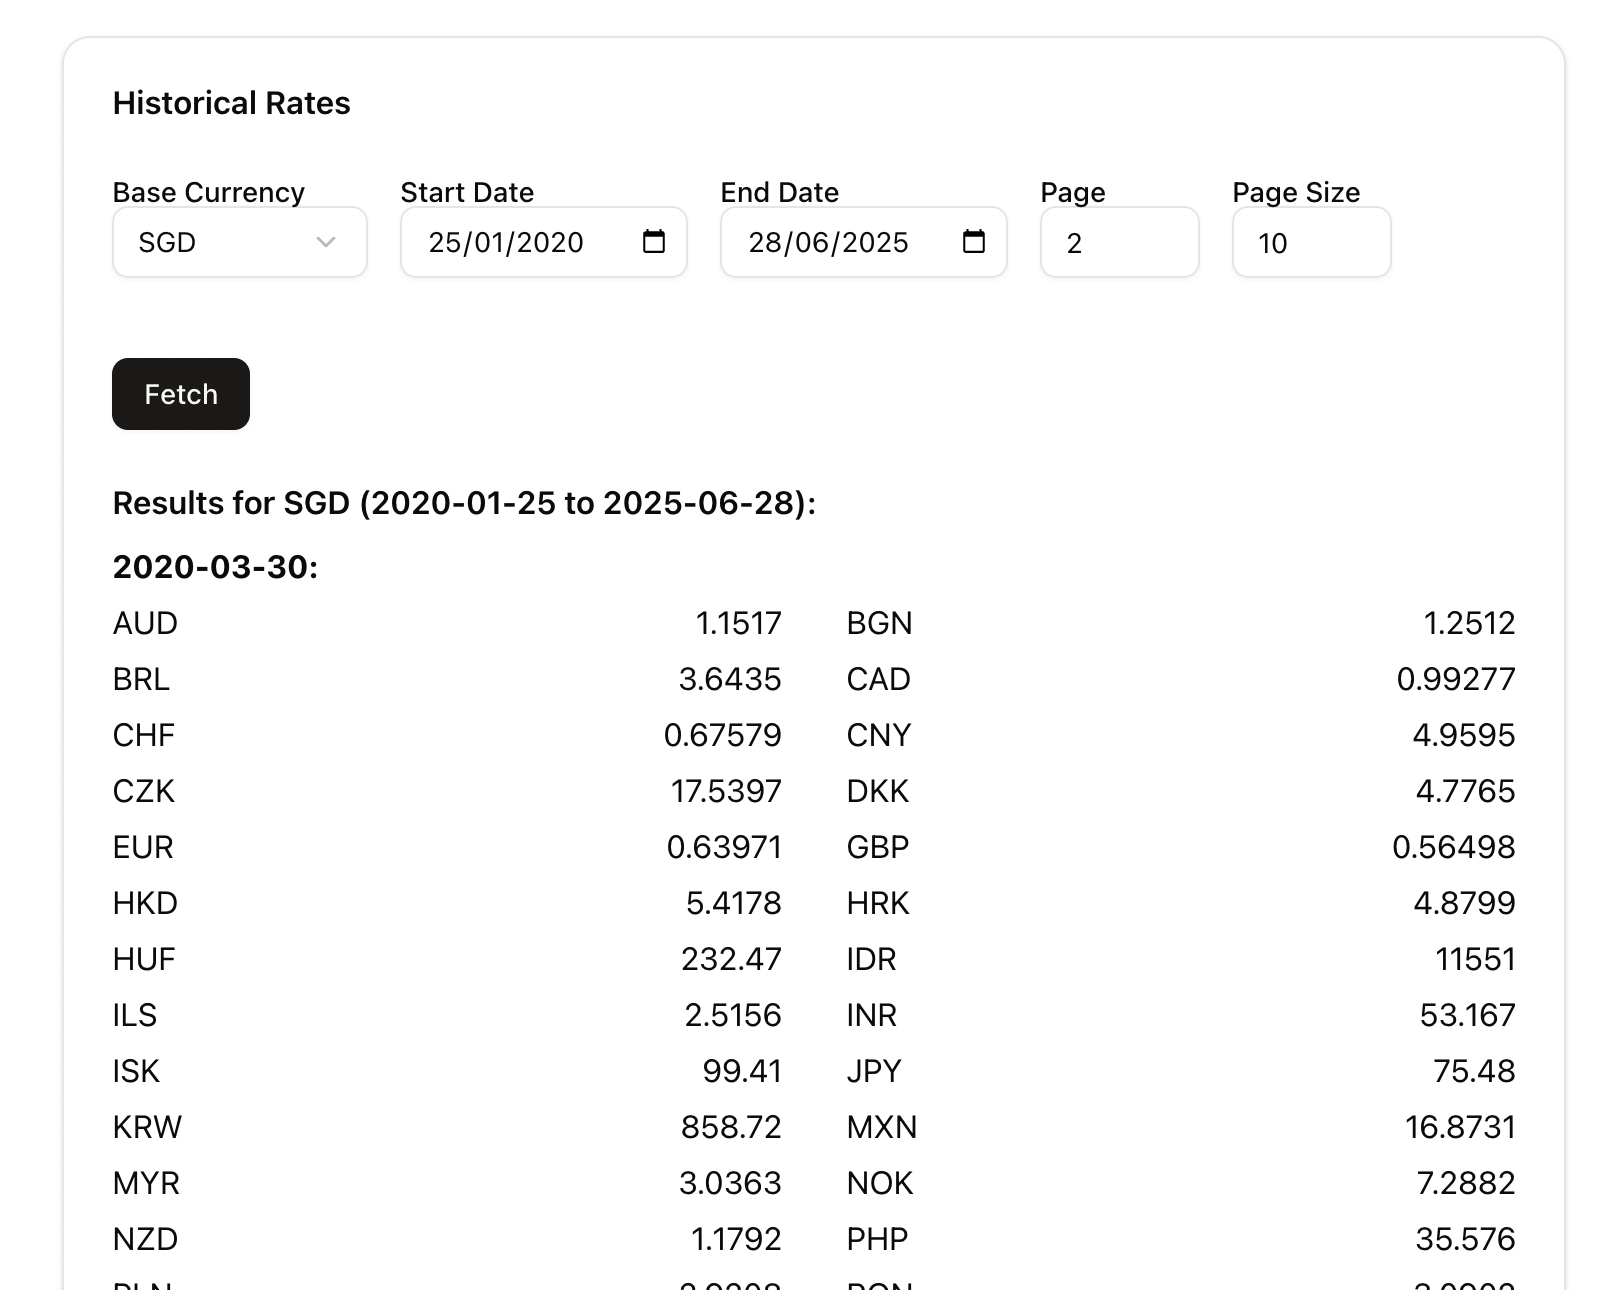 Historical Rates
Base Currency Start Date End Date Page Page Size
SGD 25/01/2020 28/06/2025 2 10
Fetch
Results for SGD (2020-01-25 to 2025-06-28):
2020-03-30:
AUD 1.1517 BGN 1.2512
BRL 3.6435 CAD 0.99277
CHF 0.67579 CNY 4.9595
CZK 17.5397 DKK 4.7765
EUR 0.63971 GBP 0.56498
HKD 5.4178 HRK 4.8799
HUF 232.47 IDR 11551
ILS 2.5156 INR 53.167
ISK 99.41 JPY 75.48
KRW 858.72 MXN 16.8731
MYR 3.0363 NOK 7.2882
NZD 1.1792 PHP 35.576